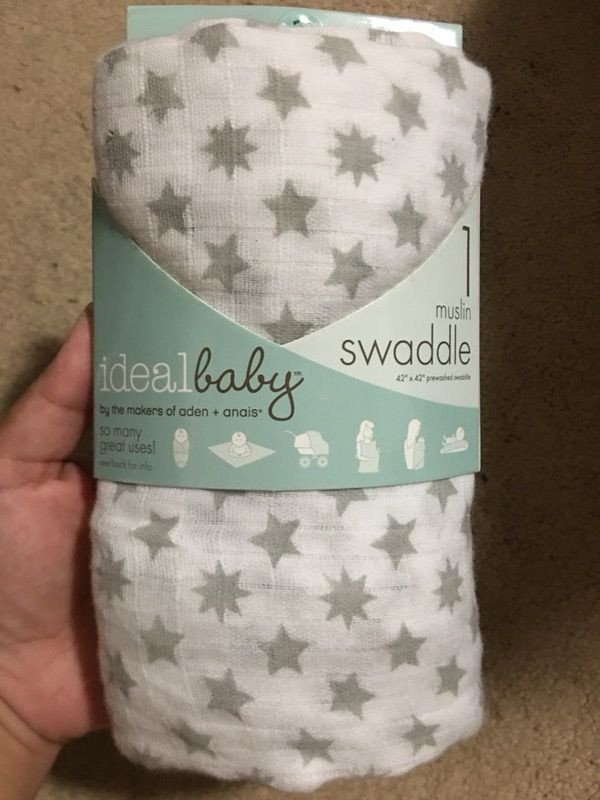 1
muslin
swaddle
42" x 42" prewashed swaddle
idealbaby™
by the makers of aden + anais®
so many
great uses!
see back for info